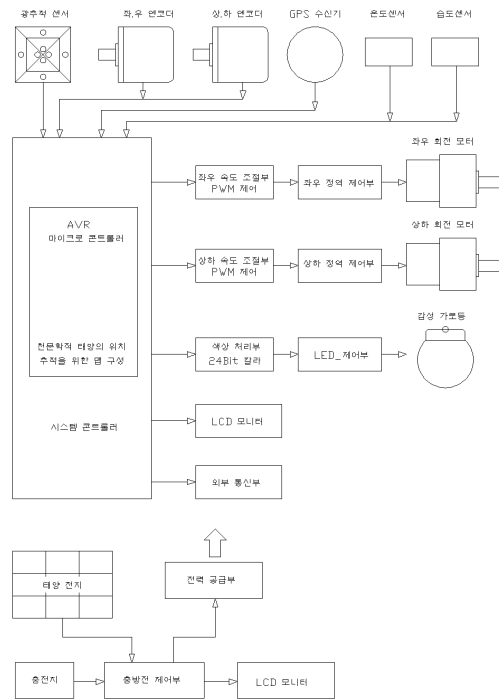 광추적 센서
좌,우 엔코더
상,하 엔코더
GPS 수신기
온도센서
습도센서
좌우 회전 모터
좌우 속도 조절부
PWM 제어
좌우 정역 제어부
AVR
마이크로 콘트롤러
상하 회전 모터
상하 속도 조절부
PWM 제어
상하 정역 제어부
감성 가로등
천문학적 태양의 위치
추적을 위한 맵 구성
색상 처리부
24Bit 칼라
LED_제어부
시스템 콘트롤러
LCD 모니터
외부 통신부
태양 전지
전력 공급부
충전지
충방전 제어부
LCD 모니터